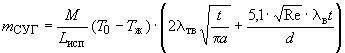 m_СУГ = M/L_исп (T_0 − T_ж) · (2λ_тв √(t/(πa)) + (5,1 · √Re · λ_в t)/d)